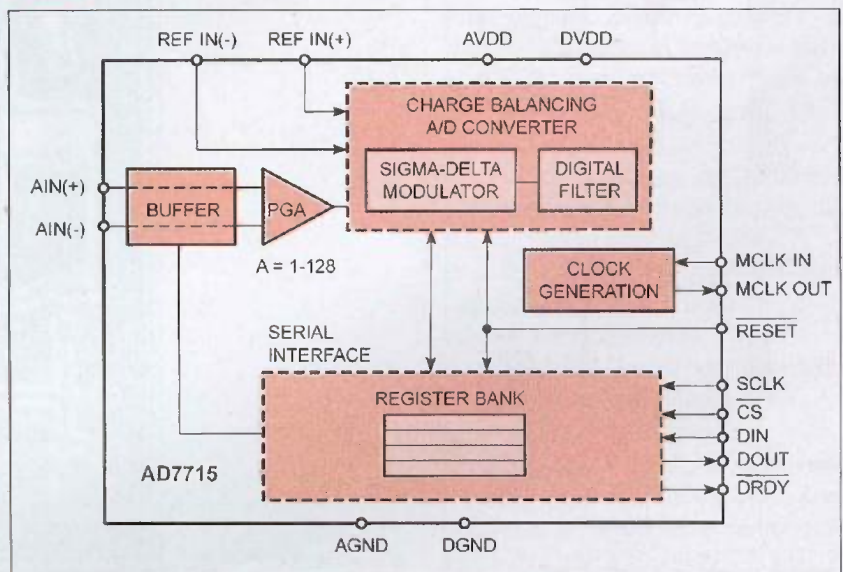 REF IN(-) REF IN(+) AVDD DVDD
CHARGE BALANCING
A/D CONVERTER
SIGMA-DELTA
MODULATOR
DIGITAL
FILTER
AIN(+)
AIN(-)
BUFFER
PGA
A = 1-128
CLOCK
GENERATION
MCLK IN
MCLK OUT
RESET
SERIAL
INTERFACE
REGISTER BANK
SCLK
CS
DIN
DOUT
DRDY
AD7715
AGND DGND